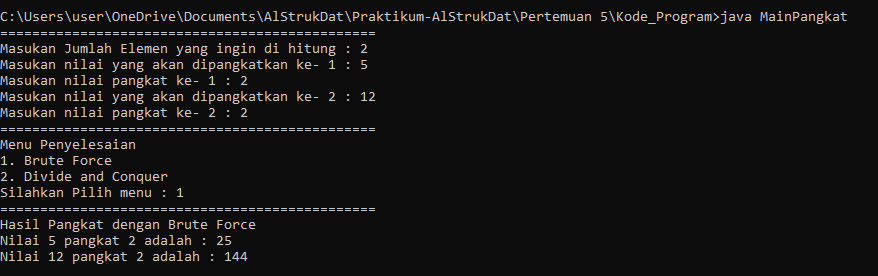 C:\Users\user\OneDrive\Documents\AlStrukDat\Praktikum-AlStrukDat\Pertemuan 5\Kode_Program>java MainPangkat
===============================================
Masukan Jumlah Elemen yang ingin di hitung : 2
Masukan nilai yang akan dipangkatkan ke- 1 : 5
Masukan nilai pangkat ke- 1 : 2
Masukan nilai yang akan dipangkatkan ke- 2 : 12
Masukan nilai pangkat ke- 2 : 2
===============================================
Menu Penyelesaian
1. Brute Force
2. Divide and Conquer
Silahkan Pilih menu : 1
===============================================
Hasil Pangkat dengan Brute Force
Nilai 5 pangkat 2 adalah : 25
Nilai 12 pangkat 2 adalah : 144